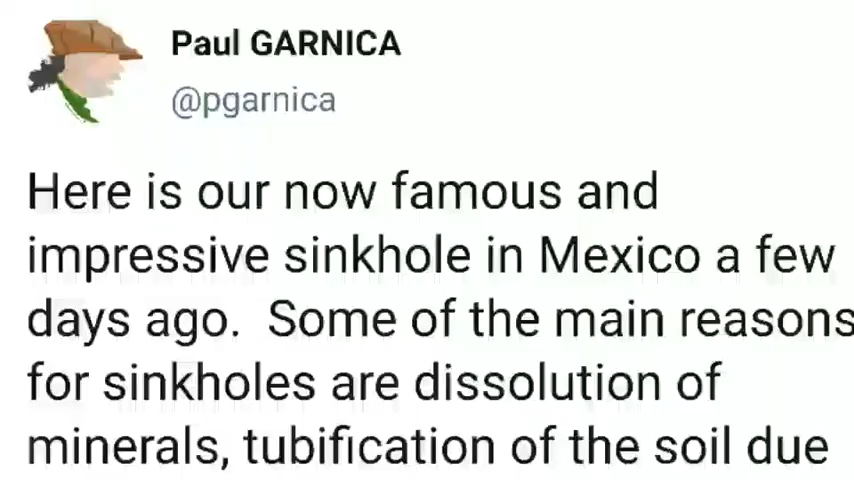 Paul GARNICA
@pgarnica
Here is our now famous and
impressive sinkhole in Mexico a few
days ago. Some of the main reasons
for sinkholes are dissolution of
minerals, tubification of the soil due